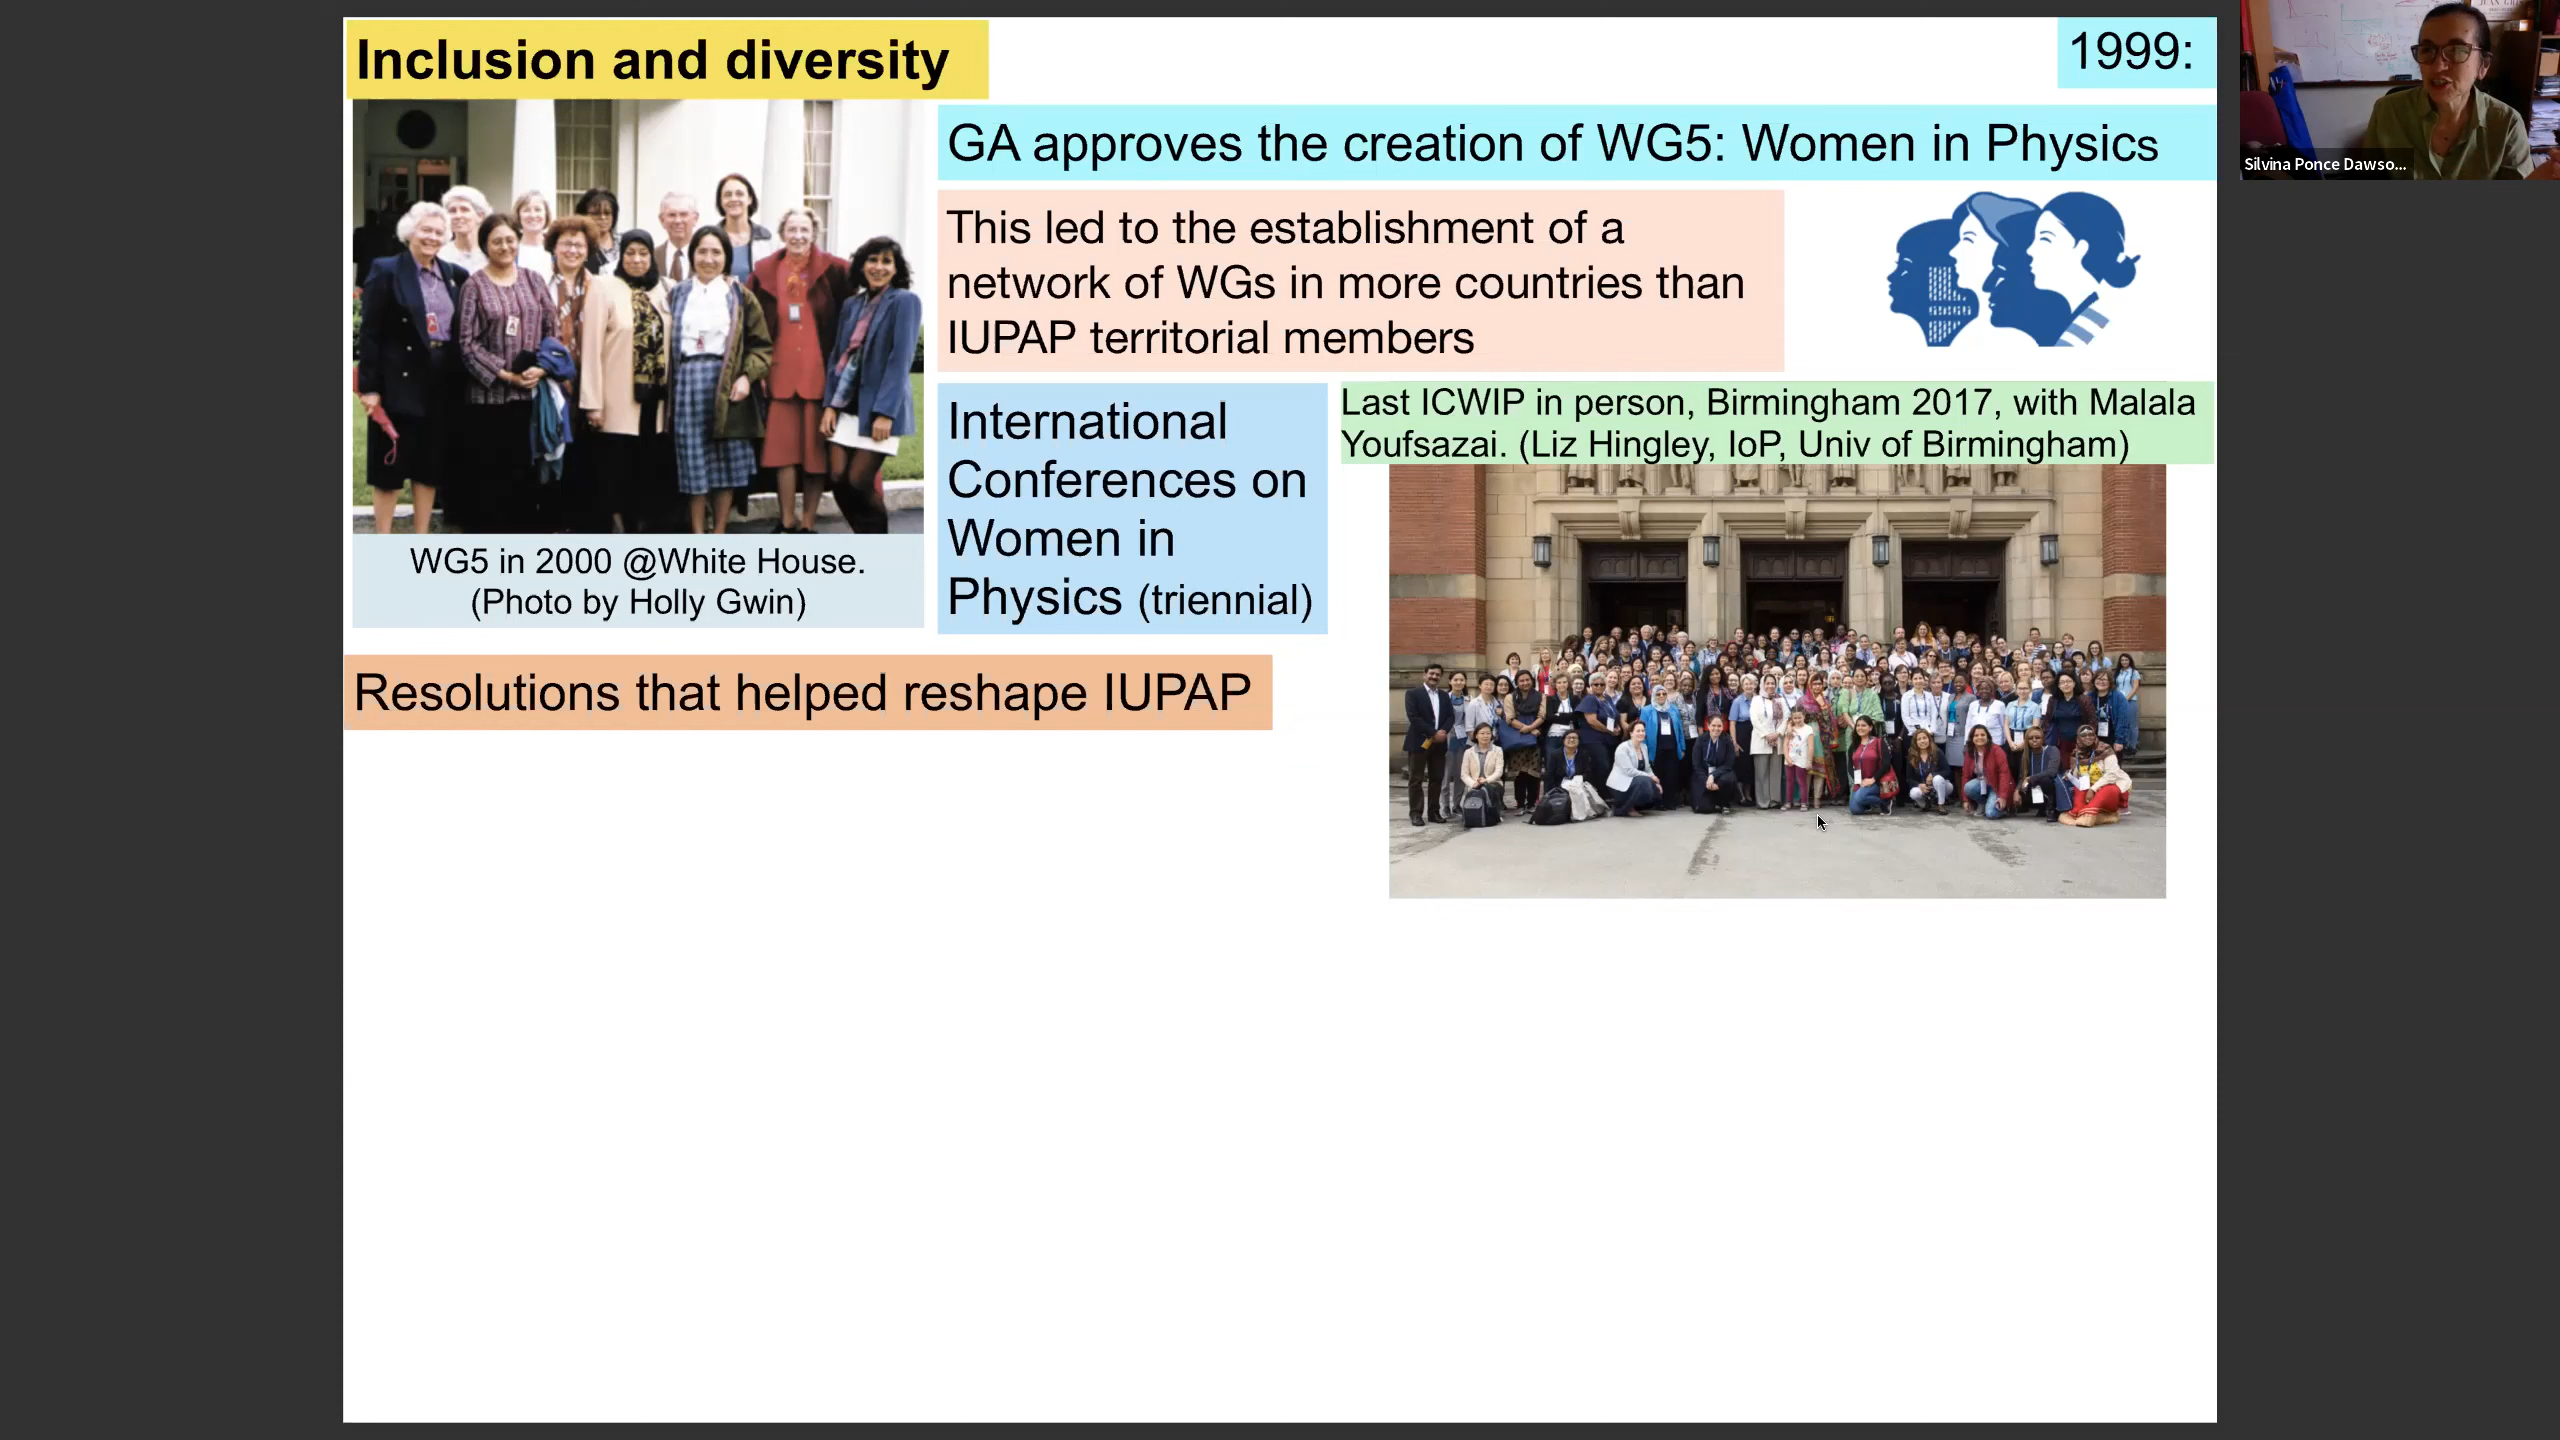 Inclusion and diversity
1999:
GA approves the creation of WG5: Women in Physics
This led to the establishment of a
network of WGs in more countries than
IUPAP territorial members
WG5 in 2000 @White House.
(Photo by Holly Gwin)
International
Conferences on
Women in
Physics (triennial)
Last ICWIP in person, Birmingham 2017, with Malala
Youfsazai. (Liz Hingley, IoP, Univ of Birmingham)
Resolutions that helped reshape IUPAP
Silvina Ponce Dawso...